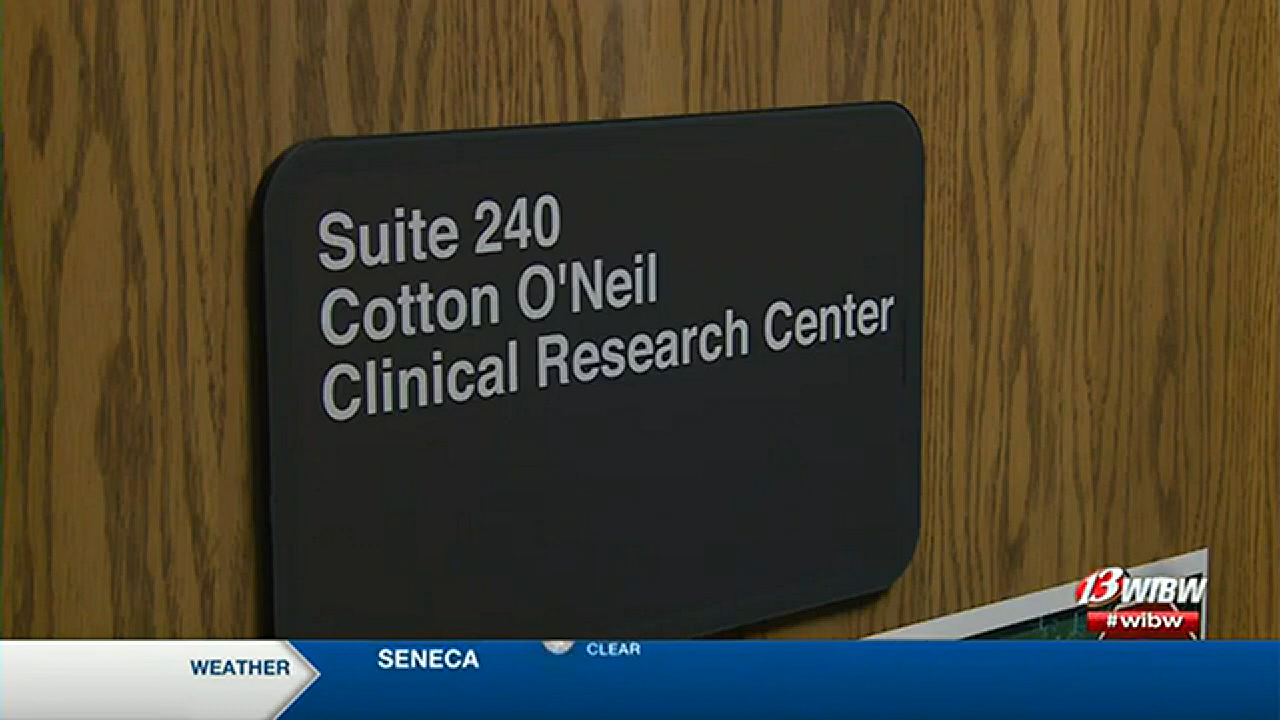 Suite 240
Cotton O'Neil
Clinical Research Center
13 WIBW
#wibw
WEATHER
SENECA
CLEAR